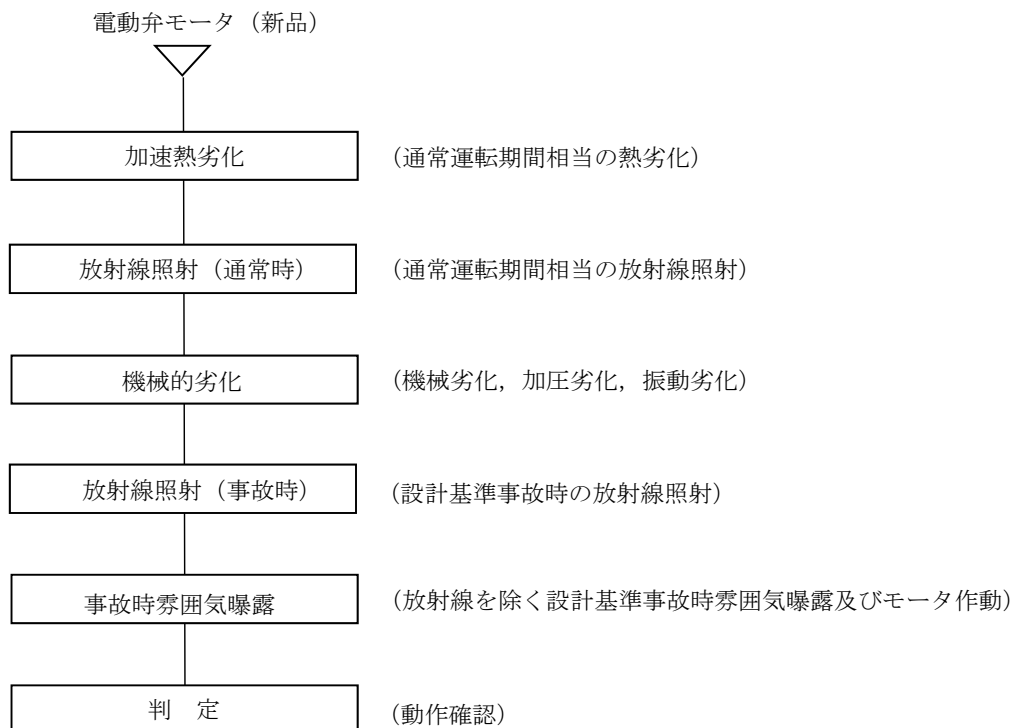 電動弁モータ（新品）
加速熱劣化
（通常運転期間相当の熱劣化）
放射線照射（通常時）
（通常運転期間相当の放射線照射）
機械的劣化
（機械劣化，加圧劣化，振動劣化）
放射線照射（事故時）
（設計基準事故時の放射線照射）
事故時雰囲気曝露
（放射線を除く設計基準事故時雰囲気曝露及びモータ作動）
判　定
（動作確認）